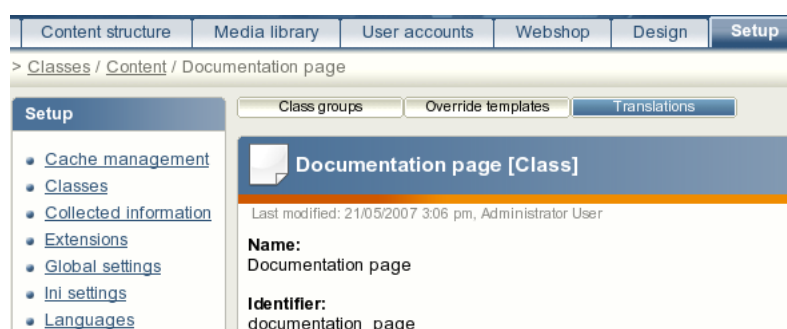 Content structure Media library User accounts Webshop Design Setup
> Classes / Content / Documentation page
Setup
Class groups Override templates Translations
Cache management
Classes
Collected information
Extensions
Global settings
Ini settings
Languages
Documentation page [Class]
Last modified: 21/05/2007 3:06 pm, Administrator User
Name:
Documentation page
Identifier:
documentation_page